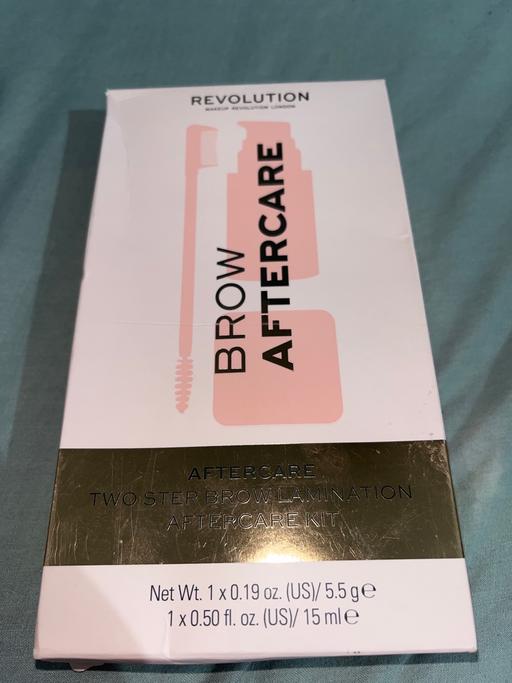 REVOLUTION
MAKEUP REVOLUTION LONDON
BROW
AFTERCARE
AFTERCARE
TWO STEP BROW LAMINATION
AFTERCARE KIT
Net Wt. 1 x 0.19 oz. (US)/ 5.5 g℮
1 x 0.50 fl. oz. (US)/ 15 ml℮